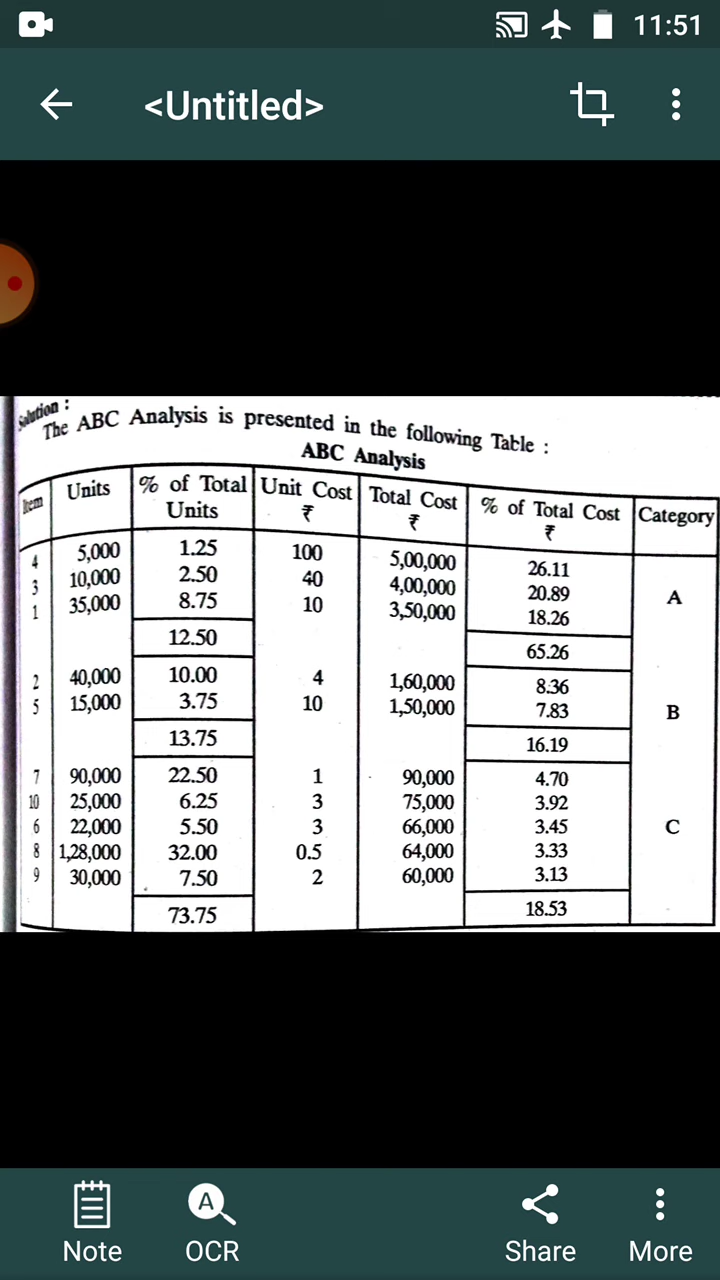 11:51
<Untitled>
Solution :
The ABC Analysis is presented in the following Table :
ABC Analysis
Item Units % of Total Units Unit Cost ₹ Total Cost ₹ % of Total Cost ₹ Category
4 5,000 1.25 100 5,00,000 26.11
3 10,000 2.50 40 4,00,000 20.89 A
1 35,000 8.75 10 3,50,000 18.26
12.50 65.26
2 40,000 10.00 4 1,60,000 8.36
5 15,000 3.75 10 1,50,000 7.83 B
13.75 16.19
7 90,000 22.50 1 90,000 4.70
10 25,000 6.25 3 75,000 3.92
6 22,000 5.50 3 66,000 3.45 C
8 1,28,000 32.00 0.5 64,000 3.33
9 30,000 7.50 2 60,000 3.13
73.75 18.53
A
Note OCR Share More